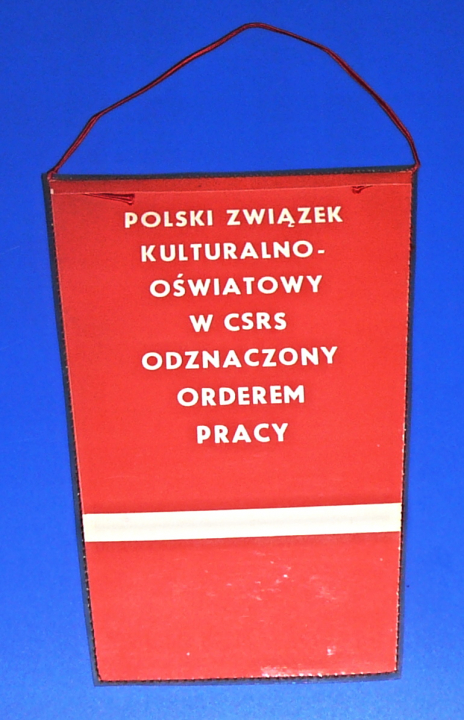 POLSKI ZWIĄZEK
KULTURALNO-
OŚWIATOWY
W CSRS
ODZNACZONY
ORDEREM
PRACY